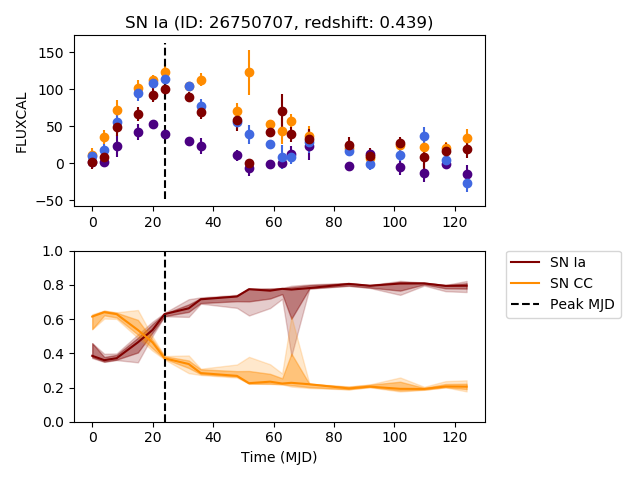 SN Ia (ID: 26750707, redshift: 0.439)
FLUXCAL
150
100
50
0
−50
0 20 40 60 80 100 120
1.0
0.8
0.6
0.4
0.2
0.0
0 20 40 60 80 100 120
Time (MJD)
SN Ia
SN CC
Peak MJD